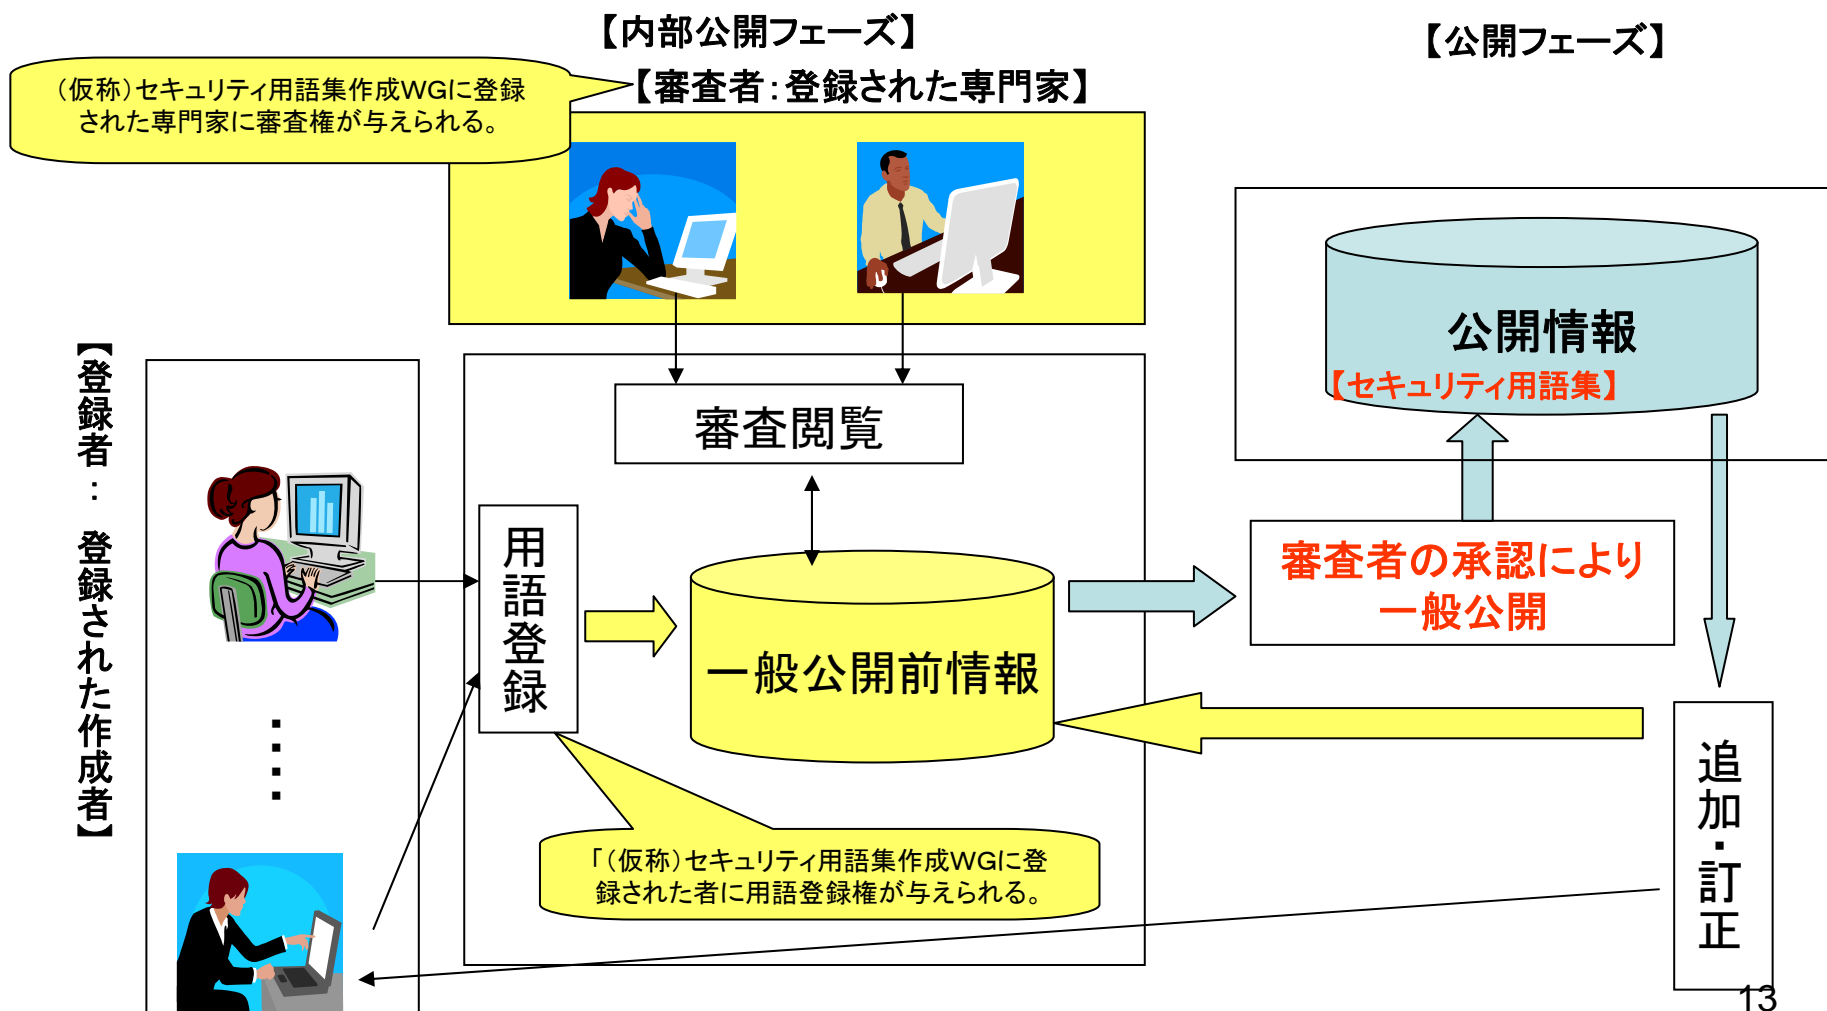 【内部公開フェーズ】
【公開フェーズ】
(仮称)セキュリティ用語集作成WGに登録
された専門家に審査権が与えられる。
【審査者:登録された専門家】
公開情報
【セキュリティ用語集】
【登録者: 登録された作成者】
審査閲覧
用語登録
一般公開前情報
審査者の承認により
一般公開
追加・訂正
「(仮称)セキュリティ用語集作成WGに登
録された者に用語登録権が与えられる。
13